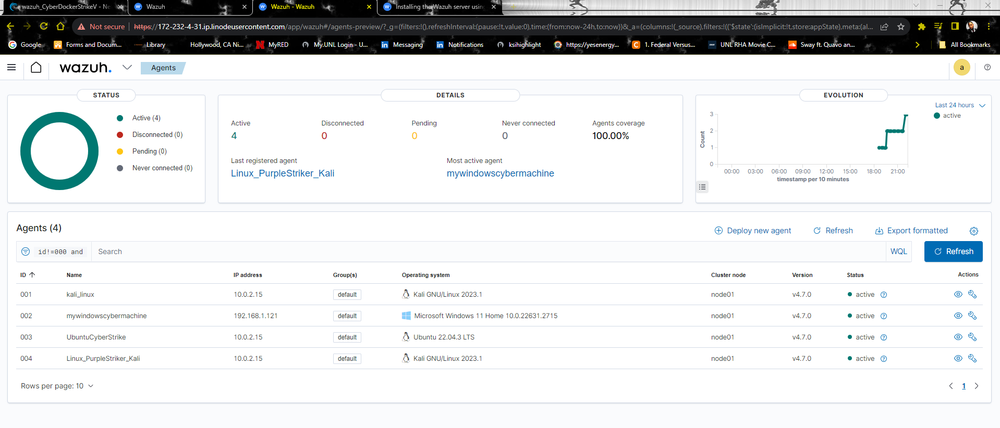 wazuh_CyberDockerStrikeV - Ne
Wazuh
Wazuh - Wazuh
Installing the Wazuh server using
Not secure
https://172-232-4-31.ip.linodeusercontent.com/app/wazuh#/agents-preview/?_g=(filters:!(),refreshInterval:(pause:!t,value:0),time:(from:now-24h,to:now))&_a=(columns:!(_source),filters:!(('$state':(isImplicit:!t,store:appState),meta:(al...
Google
Forms and Docum...
Library
Hollywood, CA Ni...
MyRED
My.UNL Login - U...
Messaging
Notifications
ksihighlight
https://yesenergy...
1. Federal Versus...
UNL RHA Movie C...
Sway ft. Quavo an...
All Bookmarks
wazuh.
Agents
a
STATUS
Active (4)
Disconnected (0)
Pending (0)
Never connected (0)
DETAILS
Active Disconnected Pending Never connected Agents coverage
4 0 0 0 100.00%
Last registered agent Most active agent
Linux_PurpleStriker_Kali mywindowscybermachine
EVOLUTION
Last 24 hours
active
3
2
1
0
Count
00:00 03:00 06:00 09:00 12:00 15:00 18:00 21:00
timestamp per 10 minutes
Agents (4)
Deploy new agent Refresh Export formatted
id!=000 and Search WQL Refresh
ID Name IP address Group(s) Operating system Cluster node Version Status Actions
001 kali_linux 10.0.2.15 default Kali GNU/Linux 2023.1 node01 v4.7.0 active
002 mywindowscybermachine 192.168.1.121 default Microsoft Windows 11 Home 10.0.22631.2715 node01 v4.7.0 active
003 UbuntuCyberStrike 10.0.2.15 default Ubuntu 22.04.3 LTS node01 v4.7.0 active
004 Linux_PurpleStriker_Kali 10.0.2.15 default Kali GNU/Linux 2023.1 node01 v4.7.0 active
Rows per page: 10
1